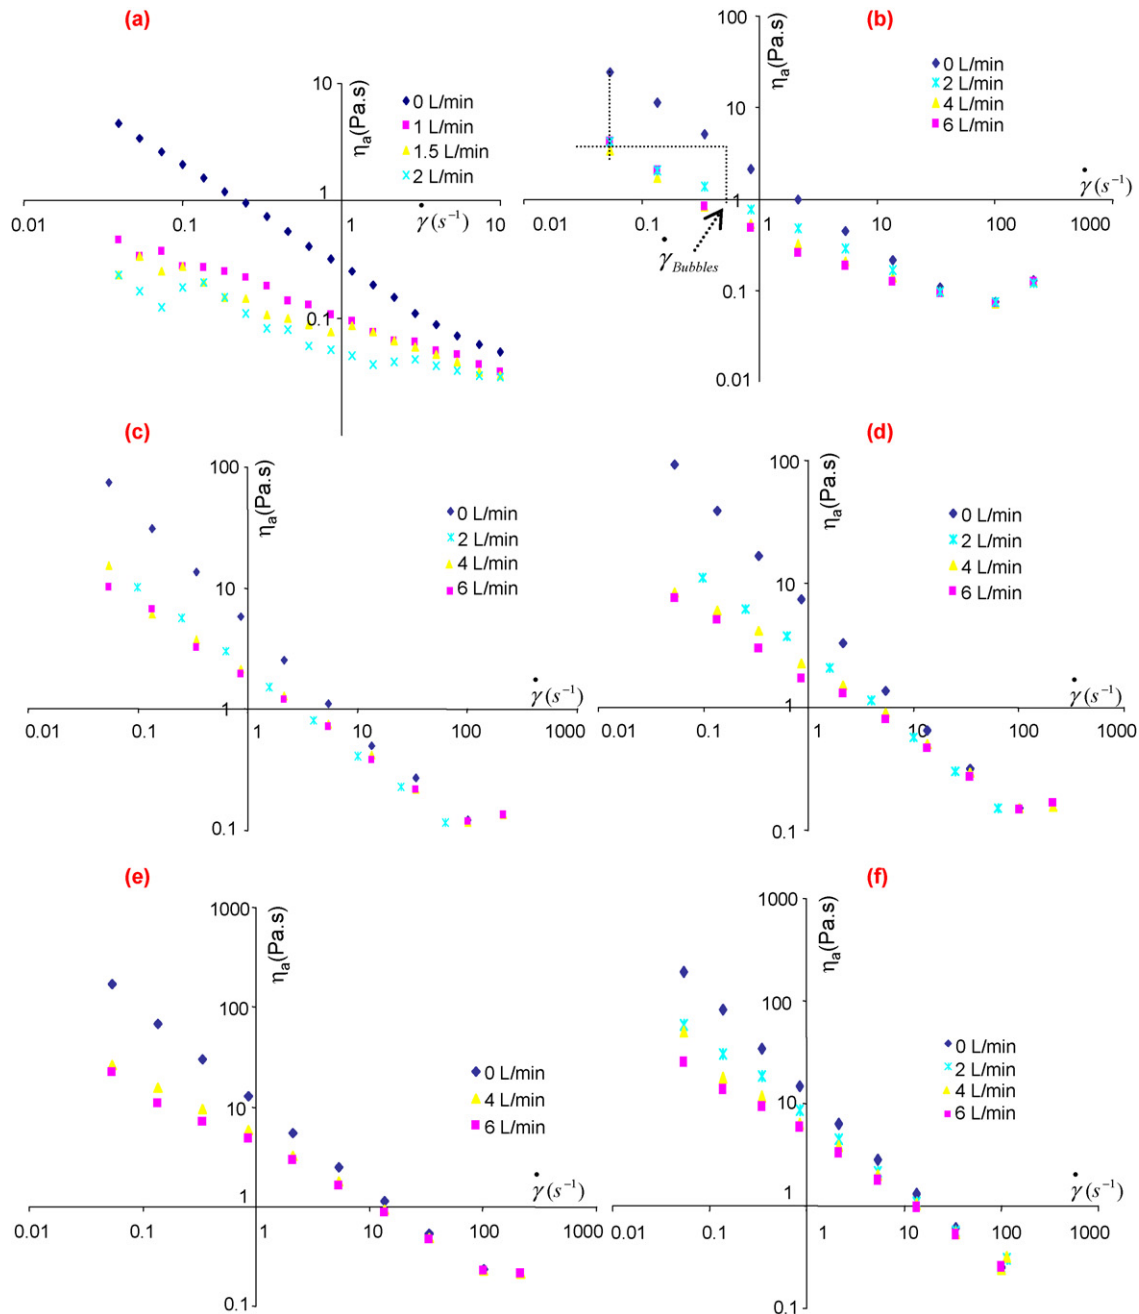 (a)
ηa(Pa.s)
10
0 L/min
1 L/min
1.5 L/min
2 L/min
1
0.01
0.1
1
γ̇(s⁻¹)
10
0.1
(b)
ηa(Pa.s)
100
0 L/min
2 L/min
4 L/min
6 L/min
10
1
0.01
0.1
1
10
100
1000
γ̇(s⁻¹)
γ̇Bubbles
0.1
0.01
(c)
ηa(Pa.s)
100
0 L/min
2 L/min
4 L/min
6 L/min
10
1
γ̇(s⁻¹)
0.01
0.1
1
10
100
1000
0.1
(d)
ηa(Pa.s)
100
0 L/min
2 L/min
4 L/min
6 L/min
10
1
γ̇(s⁻¹)
0.01
0.1
1
10
100
1000
0.1
(e)
ηa(Pa.s)
1000
100
0 L/min
4 L/min
6 L/min
10
1
γ̇(s⁻¹)
0.01
0.1
1
10
100
1000
0.1
(f)
ηa(Pa.s)
1000
100
0 L/min
2 L/min
4 L/min
6 L/min
10
1
γ̇(s⁻¹)
0.01
0.1
1
10
100
1000
0.1